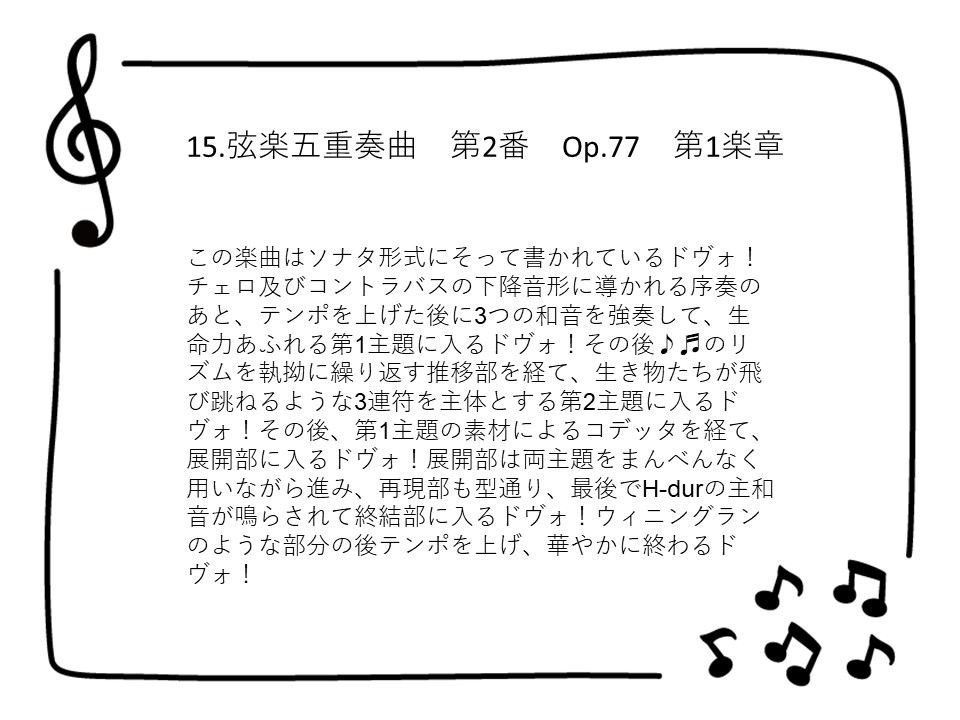 15.弦楽五重奏曲　第2番　Op.77　第1楽章
この楽曲はソナタ形式にそって書かれているドヴォ！
チェロ及びコントラバスの下降音形に導かれる序奏の
あと、テンポを上げた後に3つの和音を強奏して、生
命力あふれる第1主題に入るドヴォ！その後♪♬のリ
ズムを執拗に繰り返す推移部を経て、生き物たちが飛
び跳ねるような3連符を主体とする第2主題に入るド
ヴォ！その後、第1主題の素材によるコデッタを経て、
展開部に入るドヴォ！展開部は両主題をまんべんなく
用いながら進み、再現部も型通り、最後でH-durの主和
音が鳴らされて終結部に入るドヴォ！ウィニングラン
のような部分の後テンポを上げ、華やかに終わるド
ヴォ！